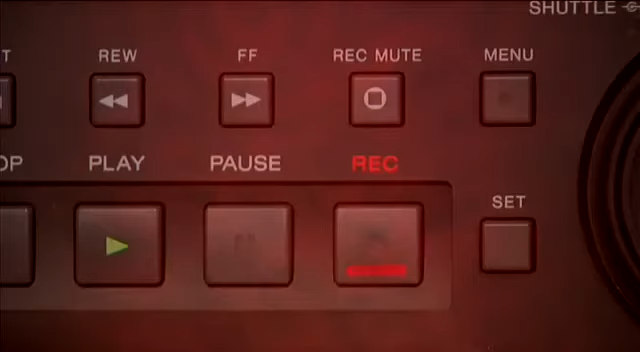 SHUTTLE
REW FF REC MUTE MENU
PLAY PAUSE REC
SET